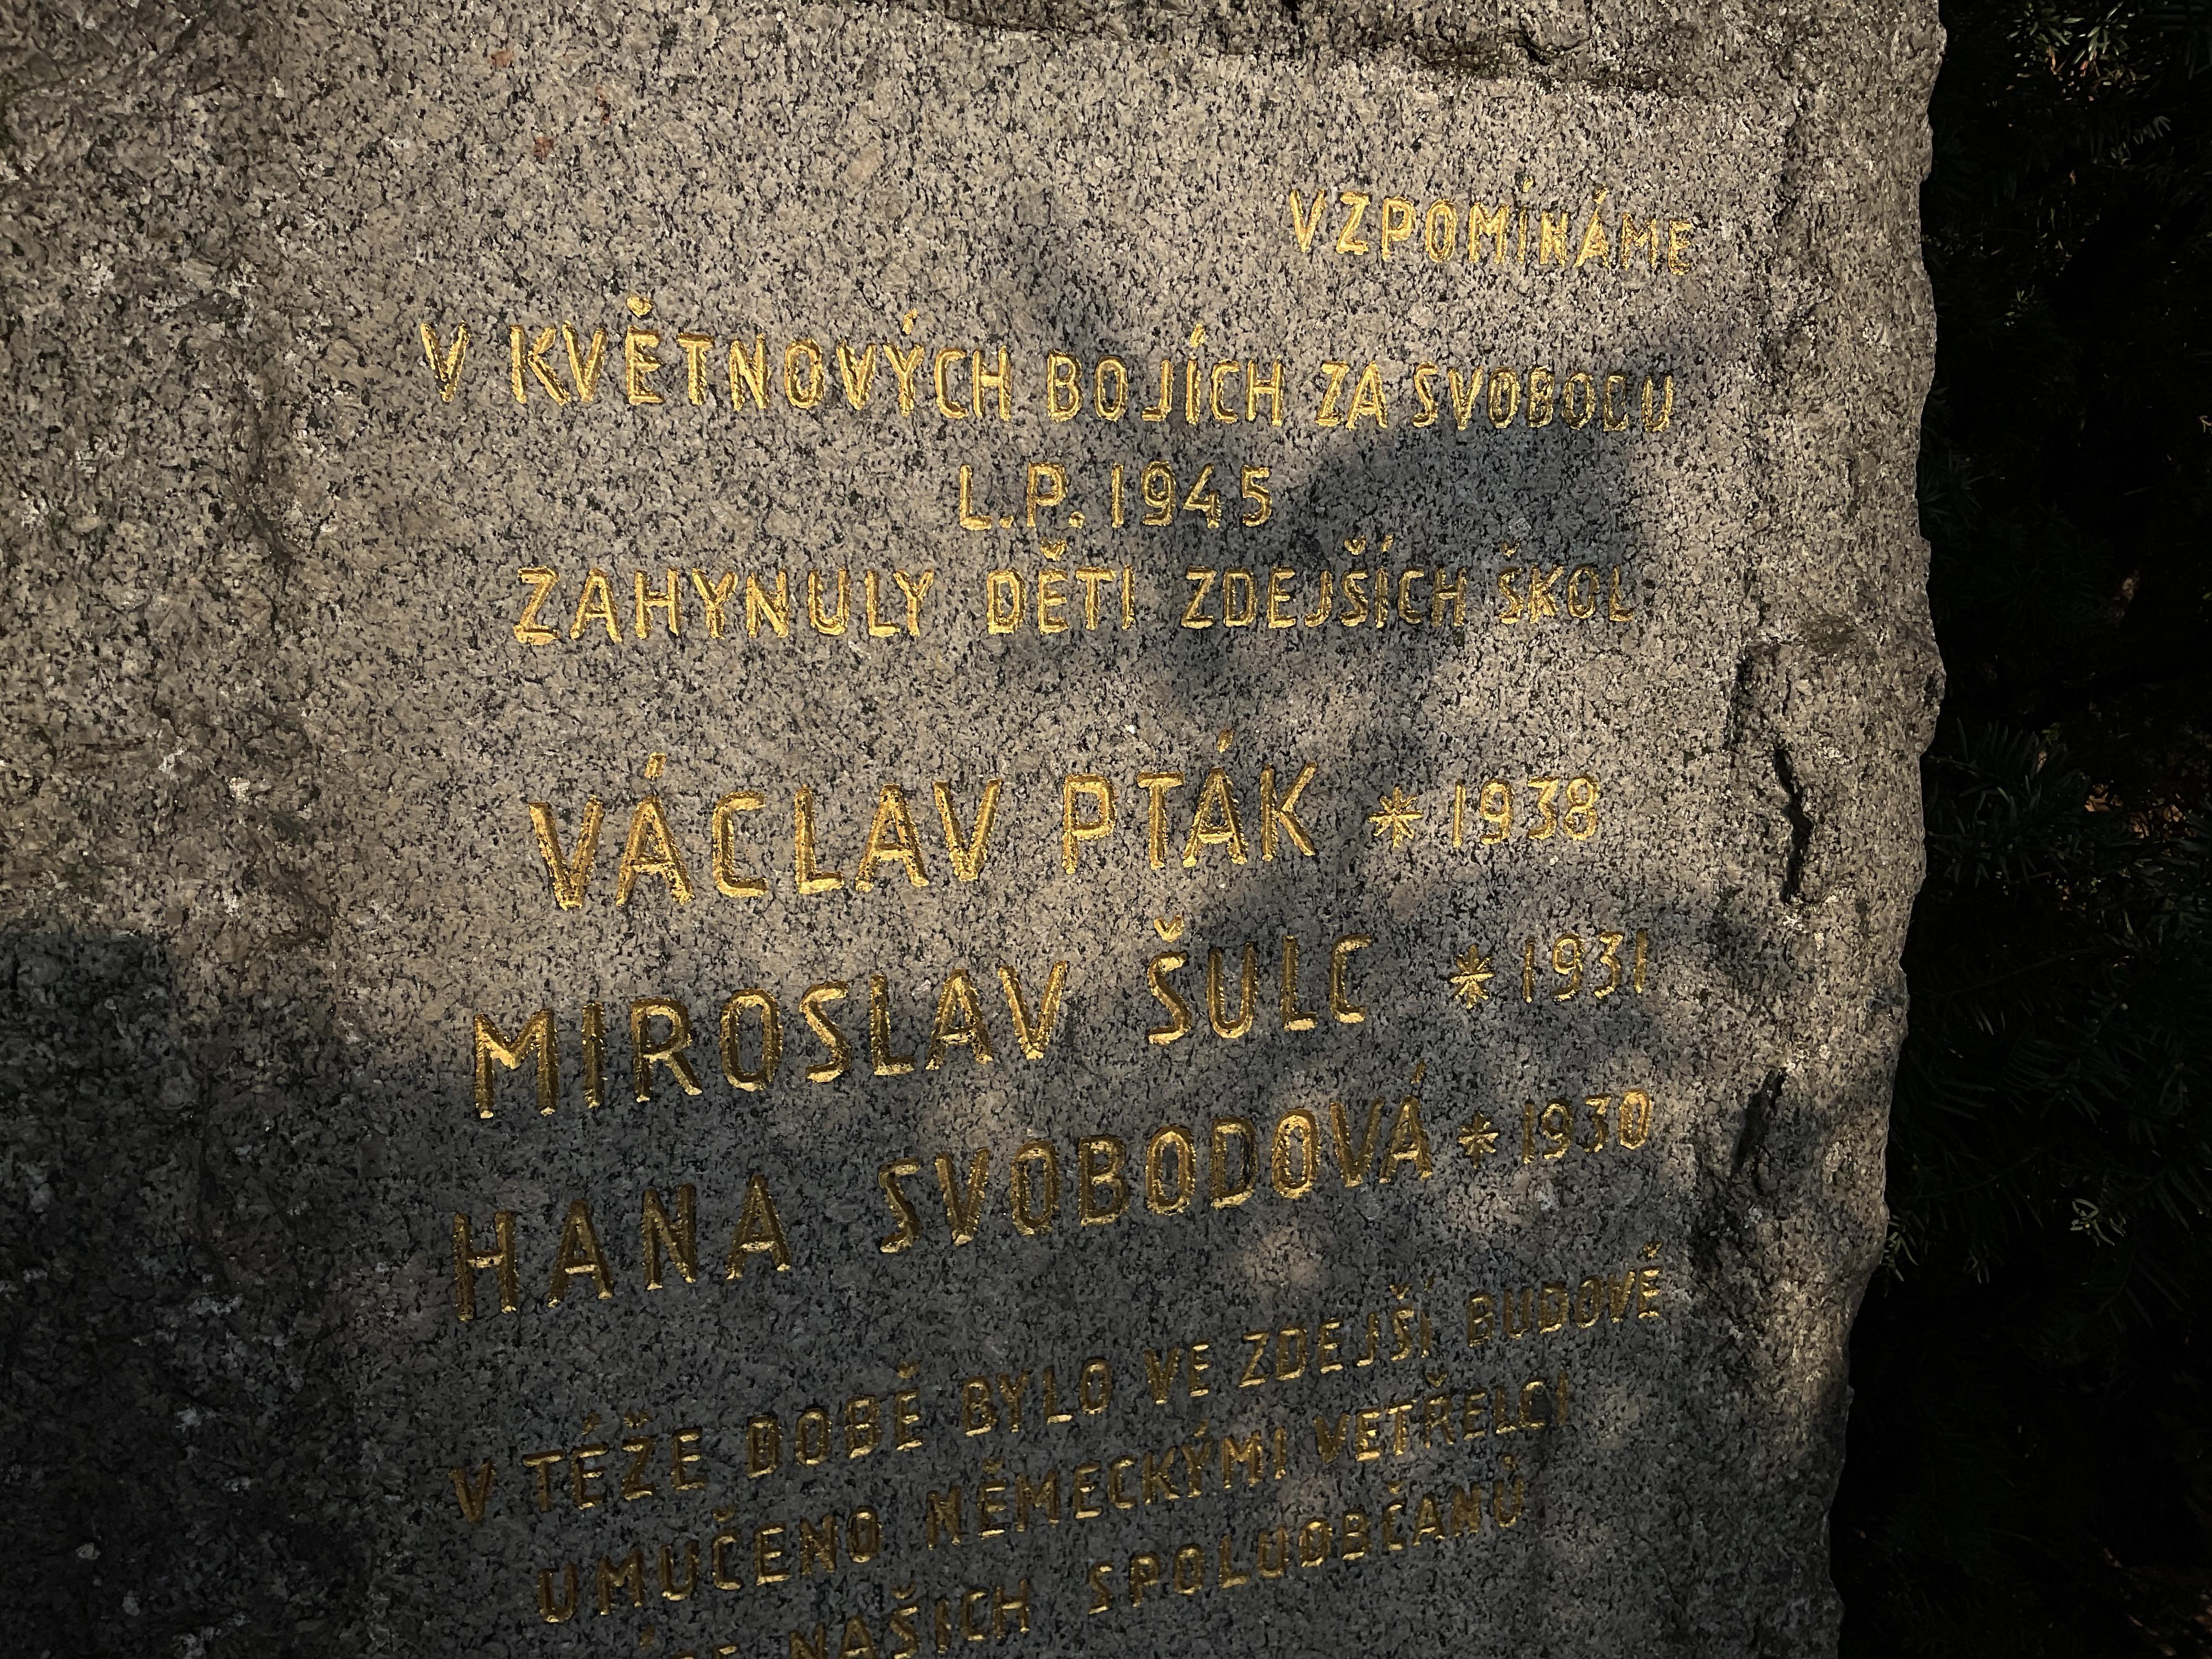 VZPOMÍNÁME
V KVĚTNOVÝCH BOJÍCH ZA SVOBODU
L.P. 1945
ZAHYNULY DĚTI ZDEJŠÍCH ŠKOL
VÁCLAV PTÁK * 1938
MIROSLAV ŠULC * 1931
HANA SVOBODOVÁ * 1930
V TÉŽE DOBĚ BYLO VE ZDEJŠÍ BUDOVĚ
UMUČENO NĚMECKÝMI VETŘELCI
NAŠICH SPOLUOBČANŮ